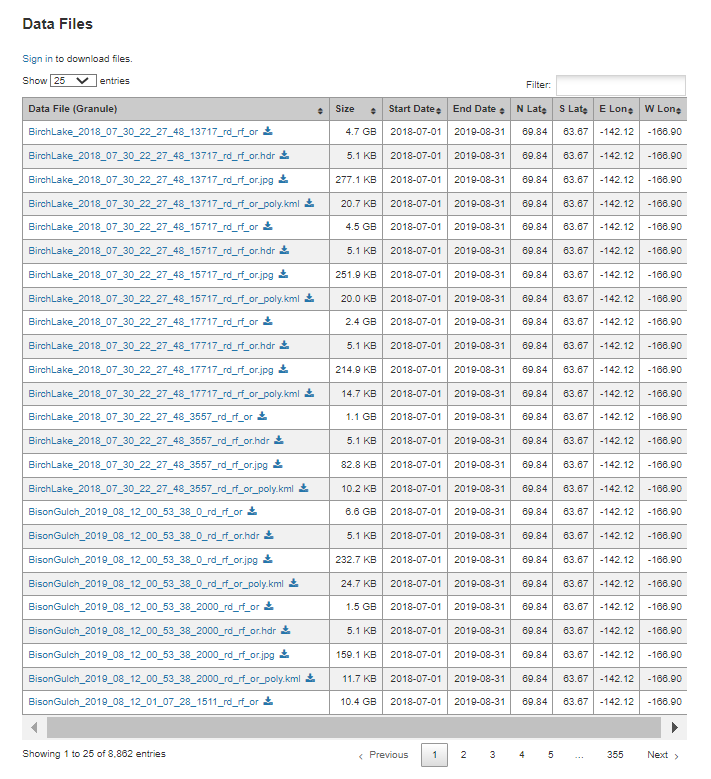 Data Files
Sign in to download files.
Show 25 entries
Filter:
Data File (Granule) Size Start Date End Date N Lat S Lat E Lon W Lon
BirchLake_2018_07_30_22_27_48_13717_rd_rf_or 4.7 GB 2018-07-01 2019-08-31 69.84 63.67 -142.12 -166.90
BirchLake_2018_07_30_22_27_48_13717_rd_rf_or.hdr 5.1 KB 2018-07-01 2019-08-31 69.84 63.67 -142.12 -166.90
BirchLake_2018_07_30_22_27_48_13717_rd_rf_or.jpg 277.1 KB 2018-07-01 2019-08-31 69.84 63.67 -142.12 -166.90
BirchLake_2018_07_30_22_27_48_13717_rd_rf_or_poly.kml 20.7 KB 2018-07-01 2019-08-31 69.84 63.67 -142.12 -166.90
BirchLake_2018_07_30_22_27_48_15717_rd_rf_or 4.5 GB 2018-07-01 2019-08-31 69.84 63.67 -142.12 -166.90
BirchLake_2018_07_30_22_27_48_15717_rd_rf_or.hdr 5.1 KB 2018-07-01 2019-08-31 69.84 63.67 -142.12 -166.90
BirchLake_2018_07_30_22_27_48_15717_rd_rf_or.jpg 251.9 KB 2018-07-01 2019-08-31 69.84 63.67 -142.12 -166.90
BirchLake_2018_07_30_22_27_48_15717_rd_rf_or_poly.kml 20.0 KB 2018-07-01 2019-08-31 69.84 63.67 -142.12 -166.90
BirchLake_2018_07_30_22_27_48_17717_rd_rf_or 2.4 GB 2018-07-01 2019-08-31 69.84 63.67 -142.12 -166.90
BirchLake_2018_07_30_22_27_48_17717_rd_rf_or.hdr 5.1 KB 2018-07-01 2019-08-31 69.84 63.67 -142.12 -166.90
BirchLake_2018_07_30_22_27_48_17717_rd_rf_or.jpg 214.9 KB 2018-07-01 2019-08-31 69.84 63.67 -142.12 -166.90
BirchLake_2018_07_30_22_27_48_17717_rd_rf_or_poly.kml 14.7 KB 2018-07-01 2019-08-31 69.84 63.67 -142.12 -166.90
BirchLake_2018_07_30_22_27_48_3557_rd_rf_or 1.1 GB 2018-07-01 2019-08-31 69.84 63.67 -142.12 -166.90
BirchLake_2018_07_30_22_27_48_3557_rd_rf_or.hdr 5.1 KB 2018-07-01 2019-08-31 69.84 63.67 -142.12 -166.90
BirchLake_2018_07_30_22_27_48_3557_rd_rf_or.jpg 82.8 KB 2018-07-01 2019-08-31 69.84 63.67 -142.12 -166.90
BirchLake_2018_07_30_22_27_48_3557_rd_rf_or_poly.kml 10.2 KB 2018-07-01 2019-08-31 69.84 63.67 -142.12 -166.90
BisonGulch_2019_08_12_00_53_38_0_rd_rf_or 6.6 GB 2018-07-01 2019-08-31 69.84 63.67 -142.12 -166.90
BisonGulch_2019_08_12_00_53_38_0_rd_rf_or.hdr 5.1 KB 2018-07-01 2019-08-31 69.84 63.67 -142.12 -166.90
BisonGulch_2019_08_12_00_53_38_0_rd_rf_or.jpg 232.7 KB 2018-07-01 2019-08-31 69.84 63.67 -142.12 -166.90
BisonGulch_2019_08_12_00_53_38_0_rd_rf_or_poly.kml 24.7 KB 2018-07-01 2019-08-31 69.84 63.67 -142.12 -166.90
BisonGulch_2019_08_12_00_53_38_2000_rd_rf_or 1.5 GB 2018-07-01 2019-08-31 69.84 63.67 -142.12 -166.90
BisonGulch_2019_08_12_00_53_38_2000_rd_rf_or.hdr 5.1 KB 2018-07-01 2019-08-31 69.84 63.67 -142.12 -166.90
BisonGulch_2019_08_12_00_53_38_2000_rd_rf_or.jpg 159.1 KB 2018-07-01 2019-08-31 69.84 63.67 -142.12 -166.90
BisonGulch_2019_08_12_00_53_38_2000_rd_rf_or_poly.kml 11.7 KB 2018-07-01 2019-08-31 69.84 63.67 -142.12 -166.90
BisonGulch_2019_08_12_01_07_28_1511_rd_rf_or 10.4 GB 2018-07-01 2019-08-31 69.84 63.67 -142.12 -166.90
Showing 1 to 25 of 8,862 entries
‹ Previous 1 2 3 4 5 … 355 Next ›